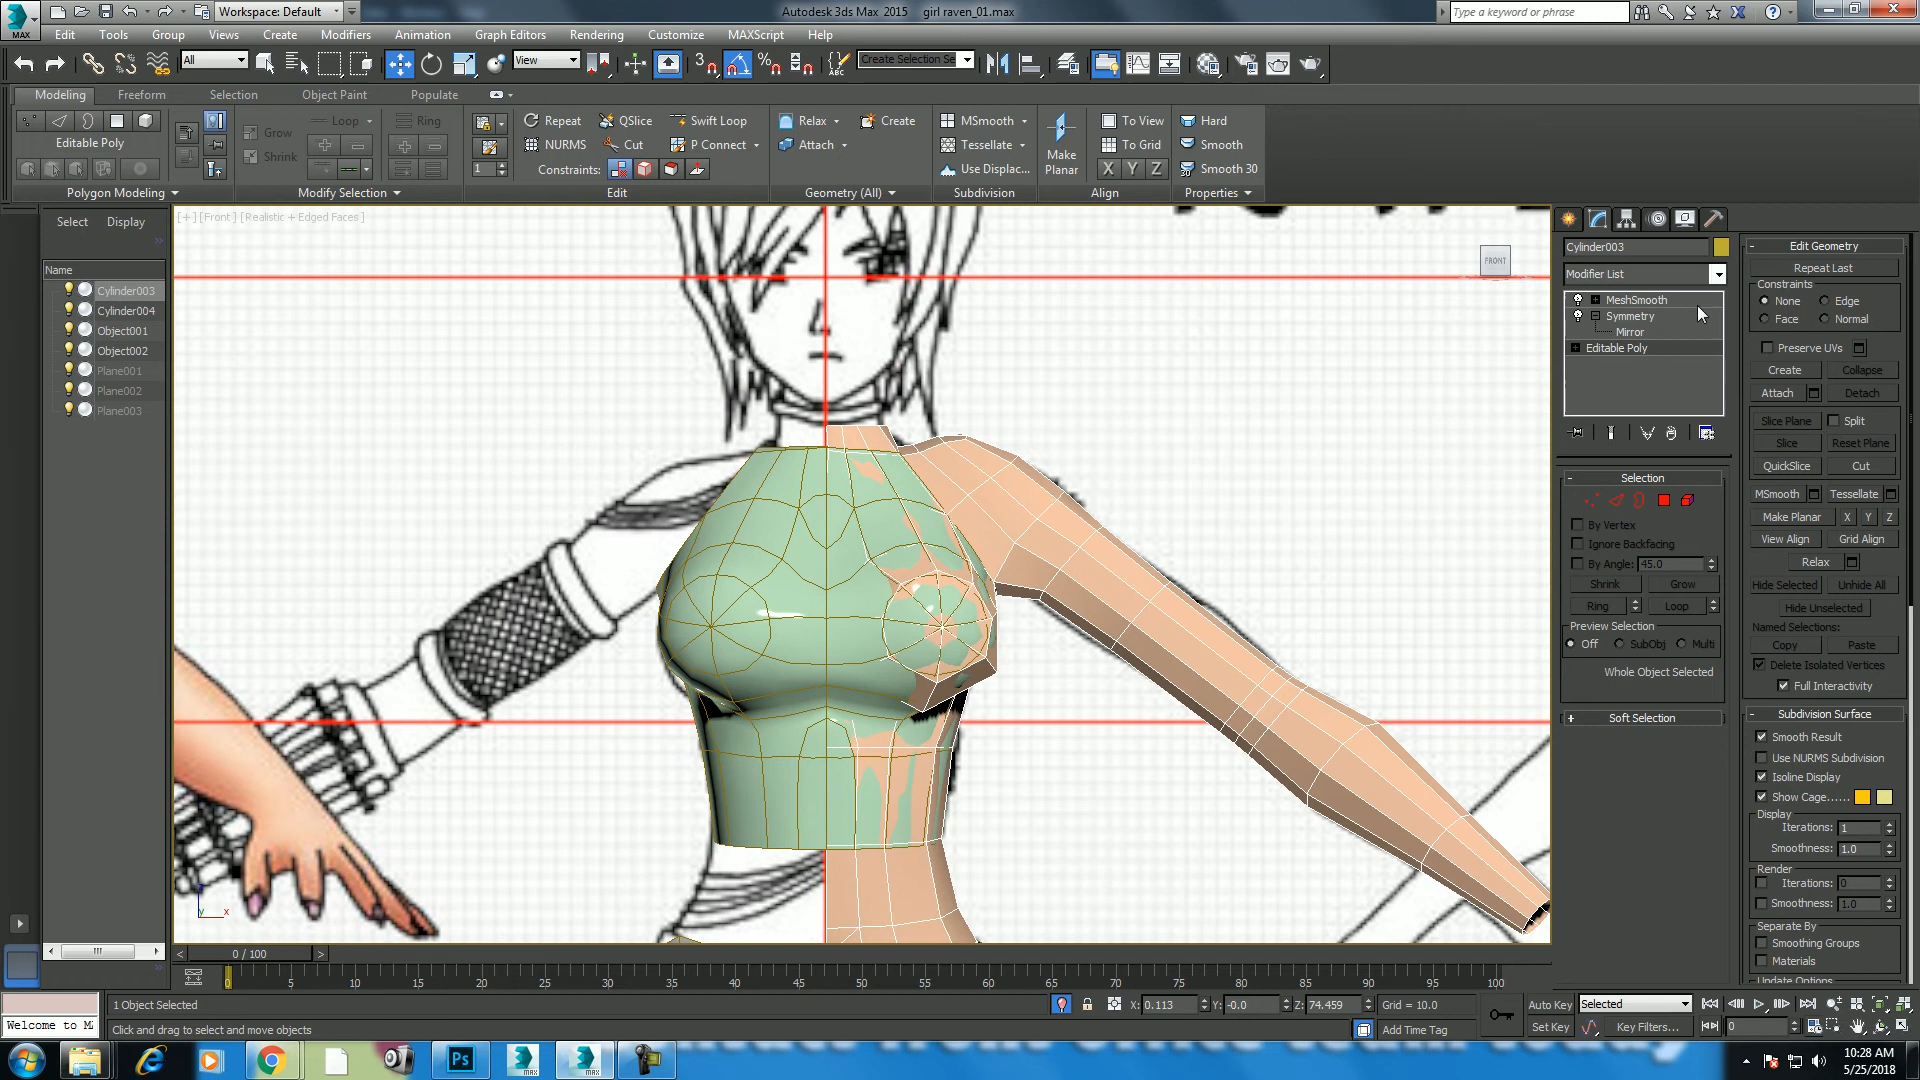 Workspace: Default
Autodesk 3ds Max 2015    girl raven_01.max
Type a keyword or phrase
MAX
Edit Tools Group Views Create Modifiers Animation Graph Editors Rendering Customize MAXScript Help
All View Create Selection Se
Modeling Freeform Selection Object Paint Populate
Editable Poly
Grow Shrink Loop Ring
Repeat QSlice Swift Loop
NURMS Cut P Connect
1 Constraints:
Relax Create
Attach
MSmooth
Tessellate
Use Displac...
Make Planar
To View
To Grid
X Y Z
Hard
Smooth
Smooth 30
Polygon Modeling Modify Selection Edit Geometry (All) Subdivision Align Properties
Select Display
Name
Cylinder003
Cylinder004
Object001
Object002
Plane001
Plane002
Plane003
[+] [Front] [Realistic + Edged Faces]
FRONT
x
y
Cylinder003
Modifier List
MeshSmooth
Symmetry
Mirror
Editable Poly
Selection
By Vertex
Ignore Backfacing
By Angle: 45.0
Shrink Grow
Ring Loop
Preview Selection
Off SubObj Multi
Whole Object Selected
Soft Selection
Edit Geometry
Repeat Last
Constraints
None Edge
Face Normal
Preserve UVs
Create Collapse
Attach Detach
Slice Plane Split
Slice Reset Plane
QuickSlice Cut
MSmooth Tessellate
Make Planar X Y Z
View Align Grid Align
Relax
Hide Selected Unhide All
Hide Unselected
Named Selections:
Copy Paste
Delete Isolated Vertices
Full Interactivity
Subdivision Surface
Smooth Result
Use NURMS Subdivision
Isoline Display
Show Cage......
Display
Iterations: 1
Smoothness: 1.0
Render
Iterations: 0
Smoothness: 1.0
Separate By
Smoothing Groups
Materials
Update Options
0 / 100
0 5 10 15 20 25 30 35 40 45 50 55 60 65 70 75 80 85 90 95 100
1 Object Selected
X: 0.113 Y: -0.0 Z: 74.459 Grid = 10.0
Auto Key Selected
Welcome to MA
Click and drag to select and move objects
Add Time Tag
Set Key Key Filters... 0
Ps
MAX
MAX
10:28 AM
5/25/2018